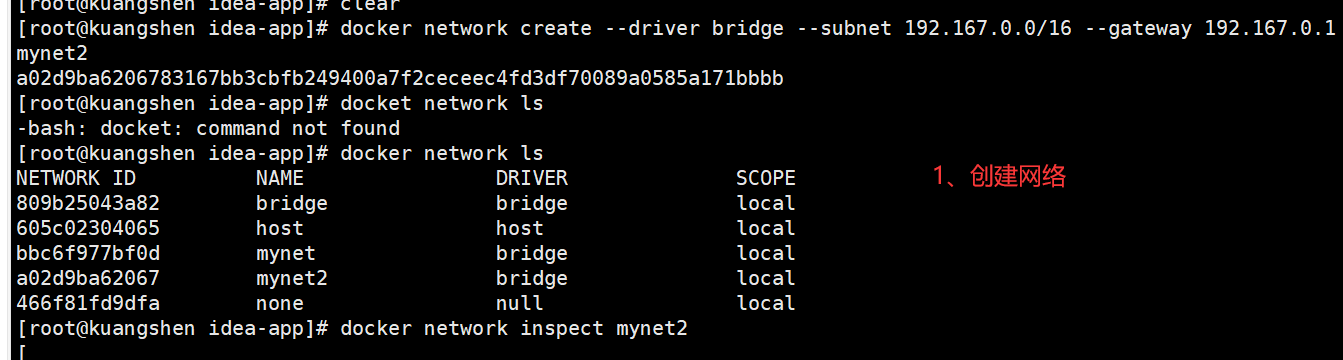 [root@kuangshen idea-app]# clear
[root@kuangshen idea-app]# docker network create --driver bridge --subnet 192.167.0.0/16 --gateway 192.167.0.1
mynet2
a02d9ba6206783167bb3cbfb249400a7f2ceceec4fd3df70089a0585a171bbbb
[root@kuangshen idea-app]# docket network ls
-bash: docket: command not found
[root@kuangshen idea-app]# docker network ls
NETWORK ID NAME DRIVER SCOPE
1、创建网络
809b25043a82 bridge bridge local
605c02304065 host host local
bbc6f977bf0d mynet bridge local
a02d9ba62067 mynet2 bridge local
466f81fd9dfa none null local
[root@kuangshen idea-app]# docker network inspect mynet2
[